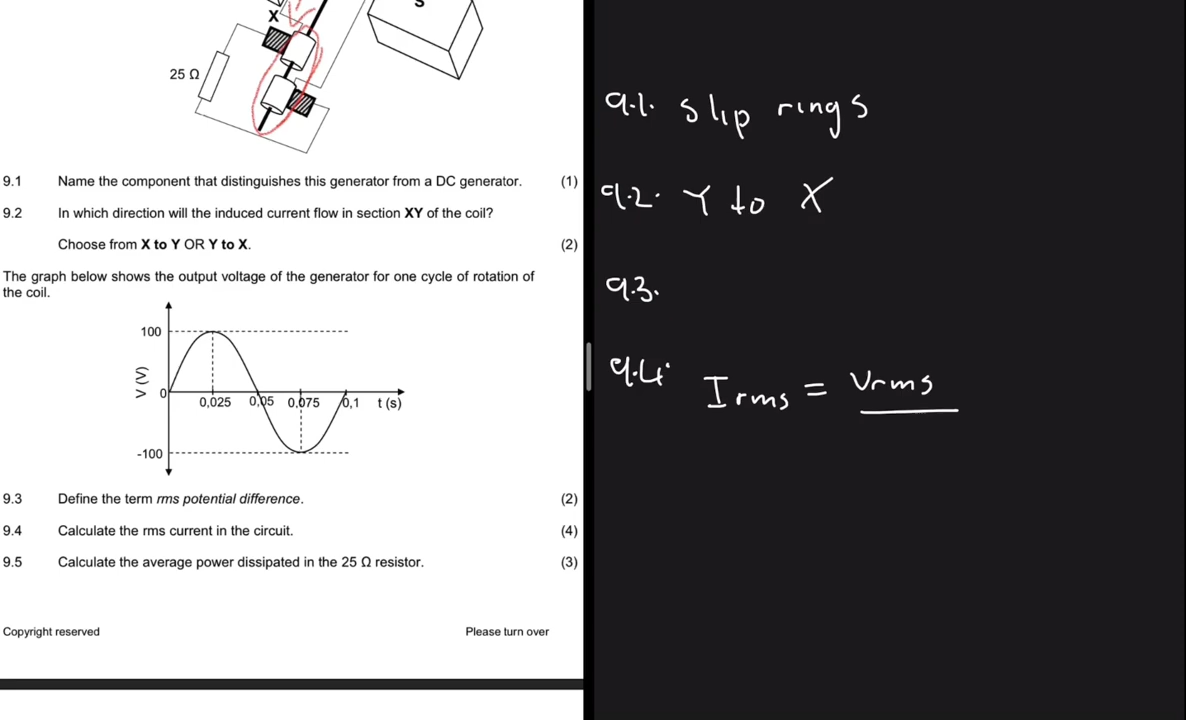 S
X
25 Ω
9.1 Name the component that distinguishes this generator from a DC generator. (1)
9.2 In which direction will the induced current flow in section XY of the coil?
Choose from X to Y OR Y to X. (2)
The graph below shows the output voltage of the generator for one cycle of rotation of
the coil.
100
V (V)
0
0,025 0,05 0,075 0,1 t (s)
-100
9.3 Define the term rms potential difference. (2)
9.4 Calculate the rms current in the circuit. (4)
9.5 Calculate the average power dissipated in the 25 Ω resistor. (3)
Copyright reserved Please turn over
9.1. slip rings
9.2. Y to X
9.3.
9.4. Irms = Vrms